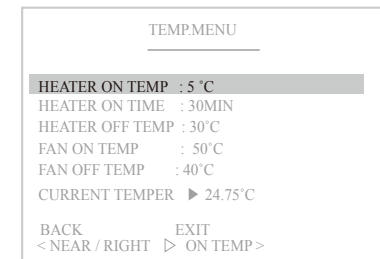 TEMP.MENU
HEATER ON TEMP : 5 ˚C
HEATER ON TIME : 30MIN
HEATER OFF TEMP : 30˚C
FAN ON TEMP : 50˚C
FAN OFF TEMP : 40˚C
CURRENT TEMPER ▶ 24.75˚C
BACK EXIT
< NEAR / RIGHT ▷ ON TEMP >